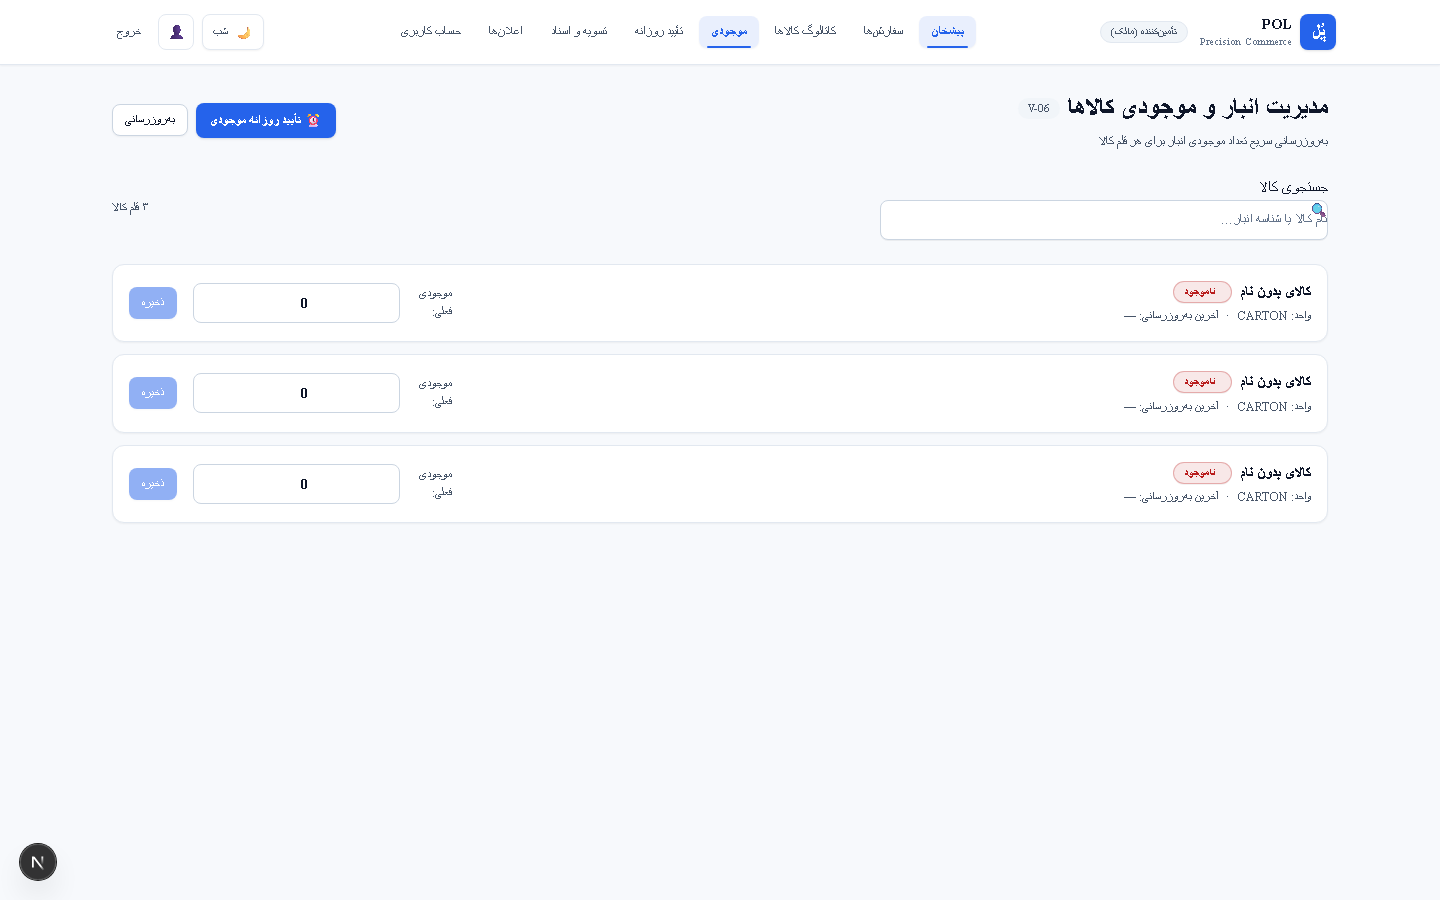 پُل
POL
Precision Commerce
تأمین‌کننده (مالک)
پیشخان
سفارش‌ها
کاتالوگ کالاها
موجودی
تأیید روزانه
تسویه و اسناد
اعلان‌ها
حساب کاربری
شب
خروج
مدیریت انبار و موجودی کالاها
V-06
به‌روزرسانی سریع تعداد موجودی انبار برای هر قلم کالا
تأیید روزانه موجودی
به‌روزرسانی
جستجوی کالا
نام کالا یا شناسه انبار...
۳ قلم کالا
کالای بدون نام
ناموجود
واحد: CARTON · آخرین به‌روزرسانی: —
موجودی
فعلی:
0
ذخیره
کالای بدون نام
ناموجود
واحد: CARTON · آخرین به‌روزرسانی: —
موجودی
فعلی:
0
ذخیره
کالای بدون نام
ناموجود
واحد: CARTON · آخرین به‌روزرسانی: —
موجودی
فعلی:
0
ذخیره
N